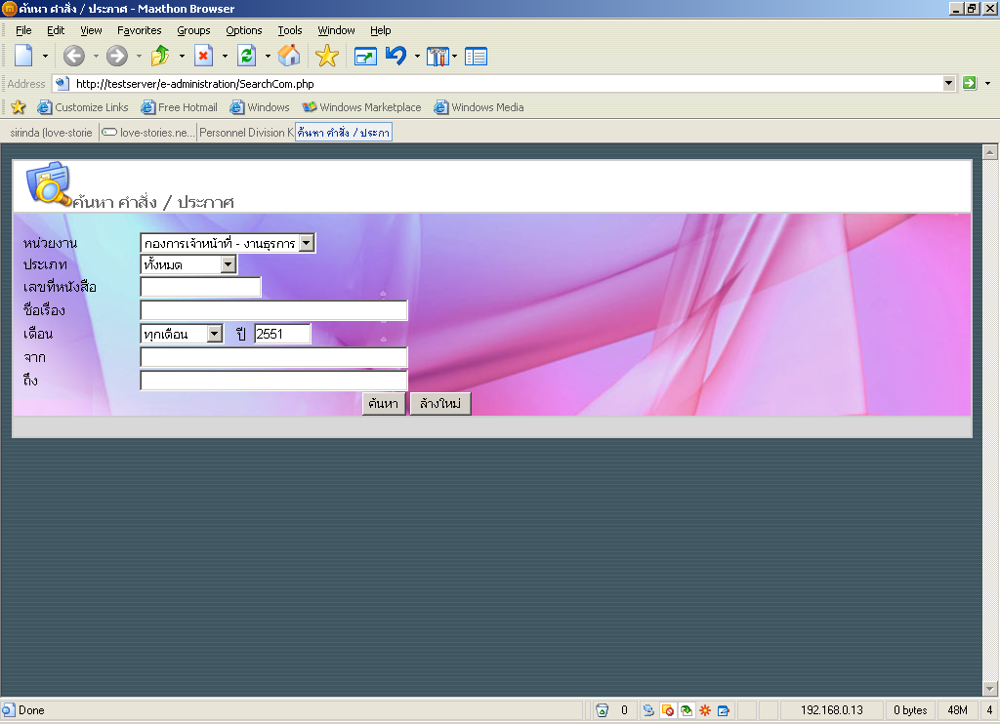 ค้นหา คำสั่ง / ประกาศ - Maxthon Browser
File Edit View Favorites Groups Options Tools Window Help
Address http://testserver/e-administration/SearchCom.php
Customize Links Free Hotmail Windows Windows Marketplace Windows Media
sirinda (love-storie love-stories.ne... Personnel Division K ค้นหา คำสั่ง / ประกา
ค้นหา คำสั่ง / ประกาศ
หน่วยงาน กองการเจ้าหน้าที่ - งานธุรการ
ประเภท ทั้งหมด
เลขที่หนังสือ
ชื่อเรื่อง
เดือน ทุกเดือน ปี 2551
จาก
ถึง
ค้นหา ล้างใหม่
Done 0 192.168.0.13 0 bytes 48M 4